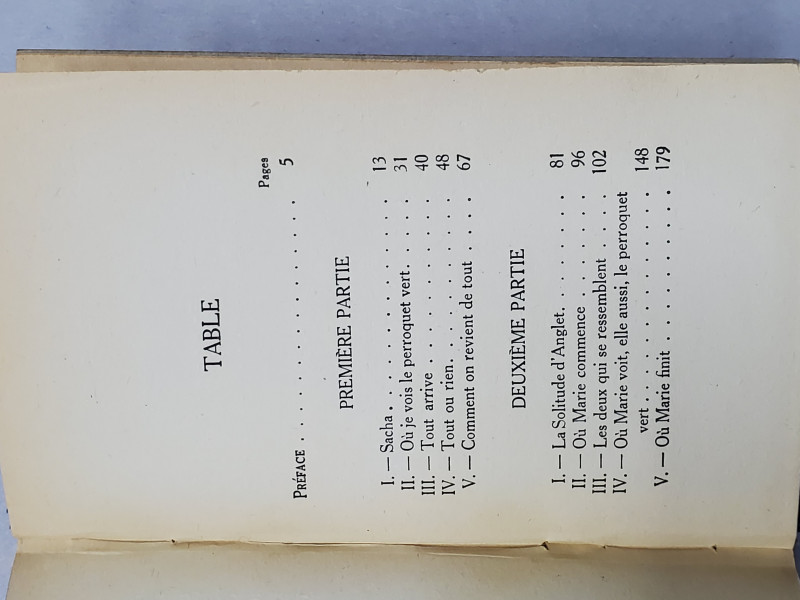 TABLE
Pages
PRÉFACE . . . . . . . . . . . . . . . 5
PREMIÈRE PARTIE
I. — Sacha. . . . . . . . . . . . 13
II. — Où je vois le perroquet vert. . . . . 31
III. — Tout arrive . . . . . . . . . . 40
IV. — Tout ou rien. . . . . . . . . . 48
V. — Comment on revient de tout . . . . 67
DEUXIÈME PARTIE
I. — La Solitude d'Anglet. . . . . . . . 81
II. — Où Marie commence . . . . . . . 96
III. — Les deux qui se ressemblent . . . . 102
IV. — Où Marie voit, elle aussi, le perroquet
vert. . . . . . . . . . . . . 148
V. — Où Marie finit . . . . . . . . . 179